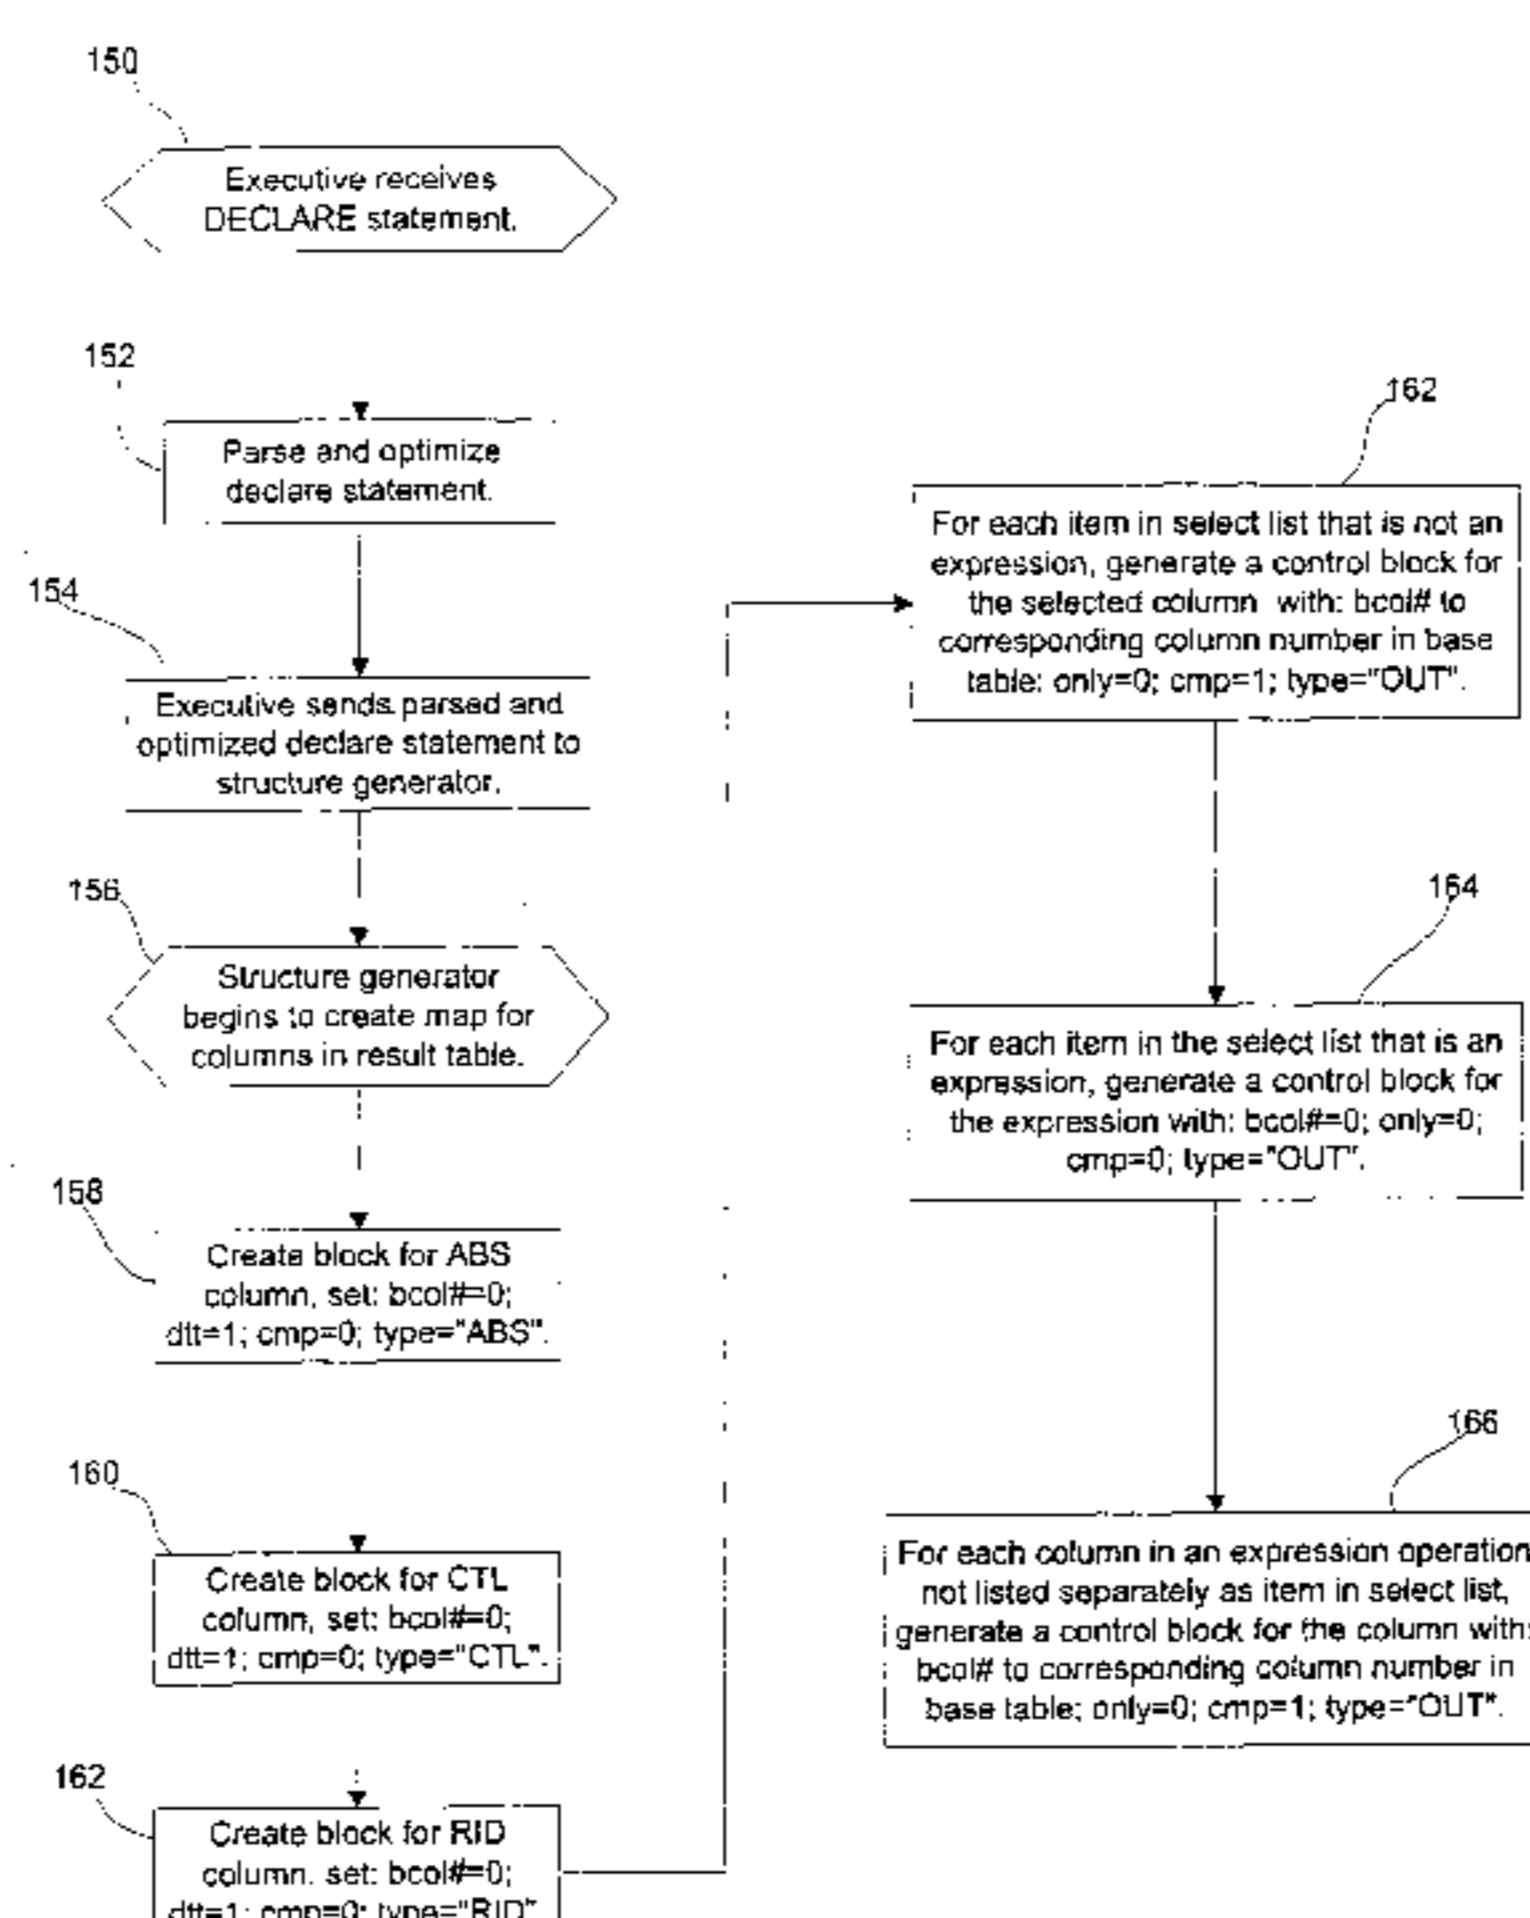 150
Executive receives
DECLARE statement.
152
Parse and optimize
declare statement.
154
Executive sends parsed and
optimized declare statement to
structure generator.
156
Structure generator
begins to create map for
columns in result table.
158
Create block for ABS
column, set: bcol#=0;
dtt=1; cmp=0; type="ABS".
160
Create block for CTL
column, set: bcol#=0;
dtt=1; cmp=0; type="CTL".
162
Create block for RID
column. set: bcol#=0;
dtt=1; cmp=0; type="RID"
162
For each item in select list that is not an
expression, generate a control block for
the selected column with: bcol# to
corresponding column number in base
table: only=0; cmp=1; type="OUT".
164
For each item in the select list that is an
expression, generate a control block for
the expression with: bcol#=0; only=0;
cmp=0; type="OUT".
166
For each column in an expression operation
not listed separately as item in select list,
generate a control block for the column with:
bcol# to corresponding column number in
base table; only=0; cmp=1; type="OUT".